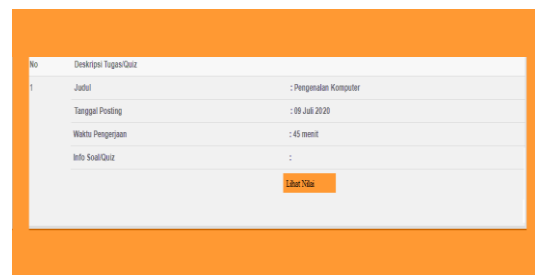 No Deskripsi Tugas/Quiz
1 Judul : Pengenalan Komputer
Tanggal Posting : 09 Juli 2020
Waktu Pengerjaan : 45 menit
Info Soal/Quiz :
Lihat Nilai